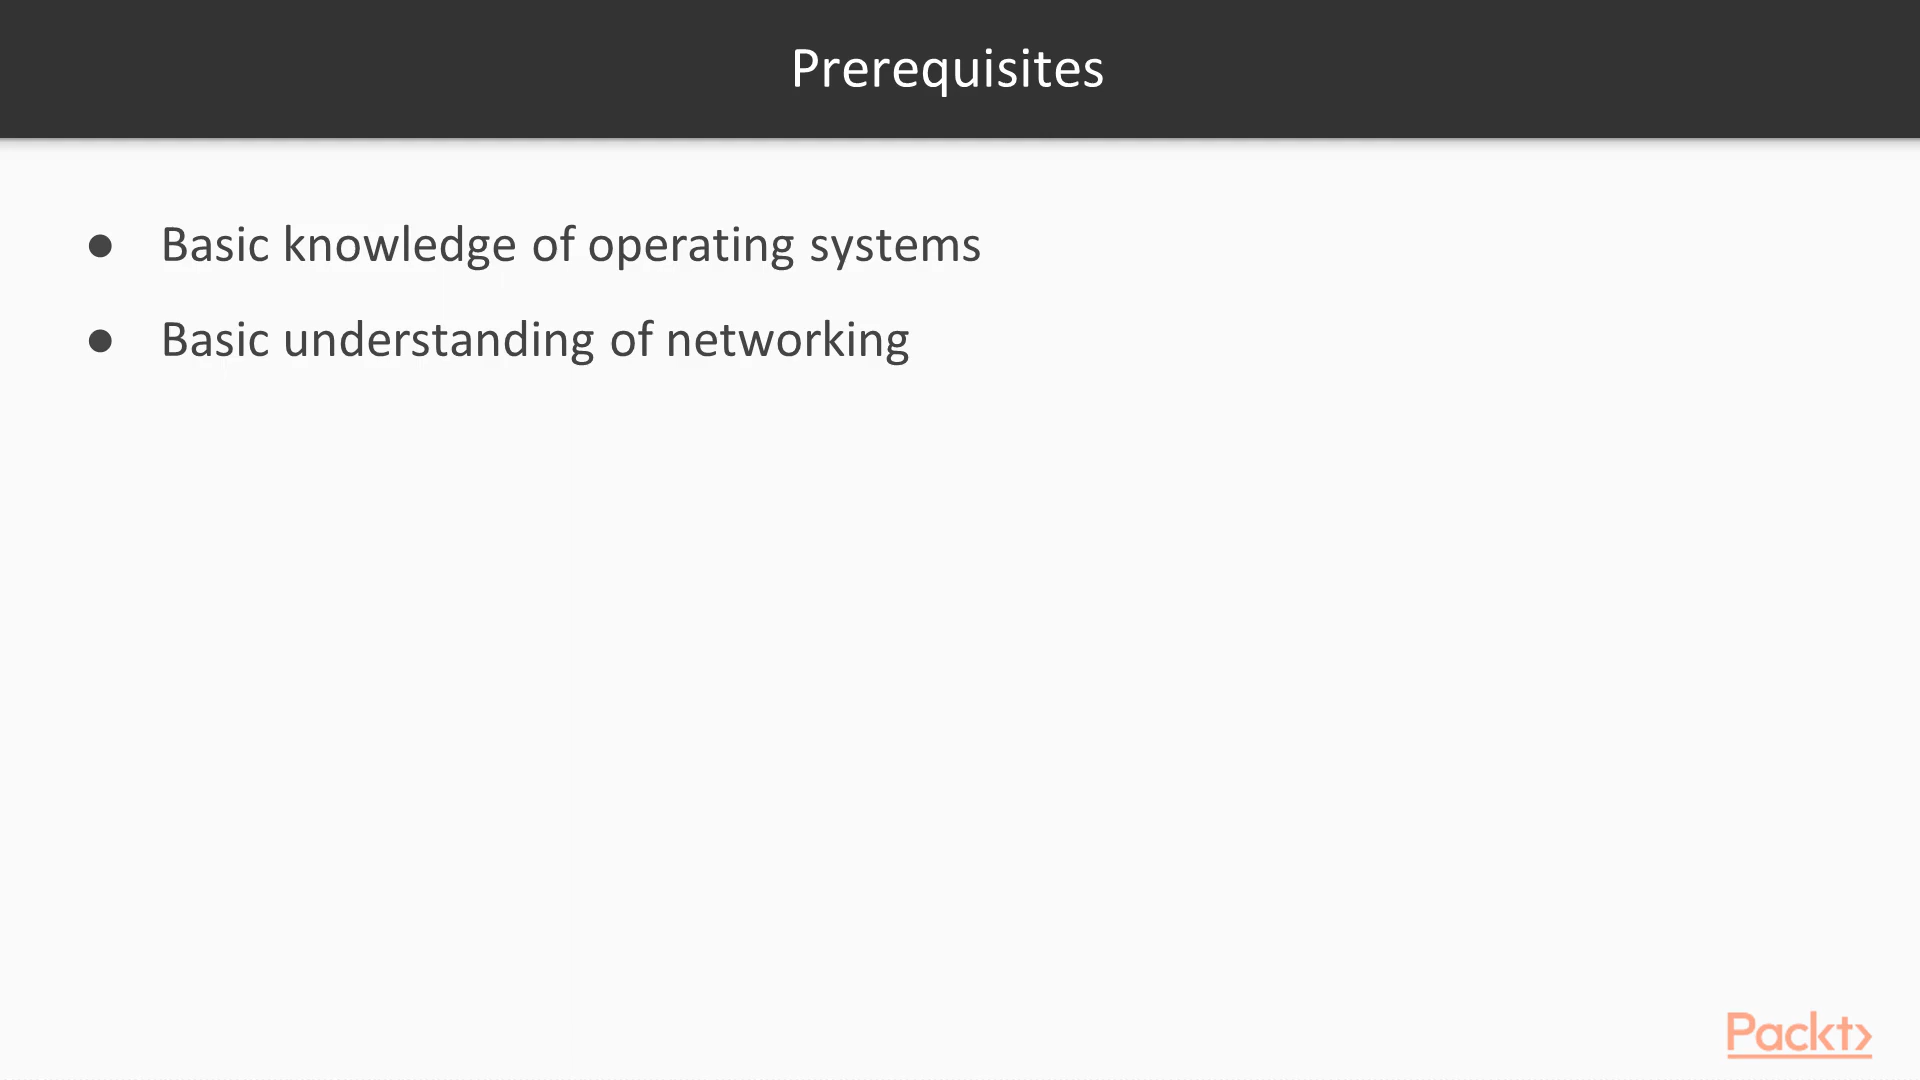 Prerequisites
● Basic knowledge of operating systems
● Basic understanding of networking
Packt>